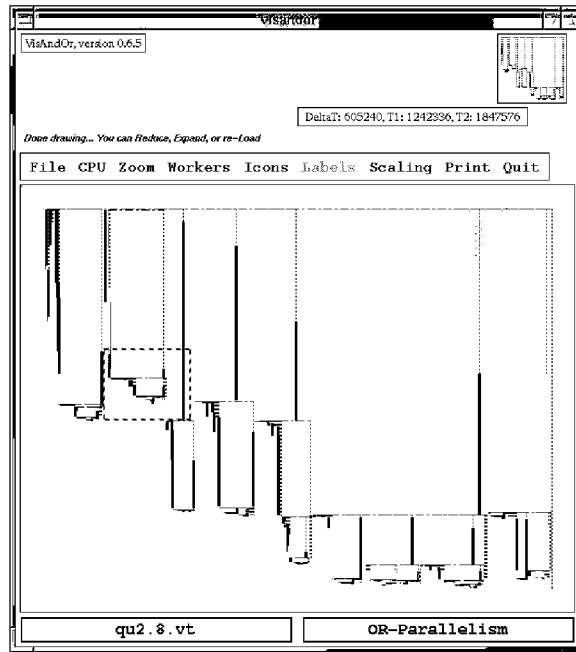 VisAndOr
VisAndOr, version 0.6.5
DeltaT: 605240, T1: 1242336, T2: 1847576
Done drawing... You can Reduce, Expand, or re-Load
File CPU Zoom Workers Icons Labels Scaling Print Quit
qu2.8.vt
OR-Parallelism